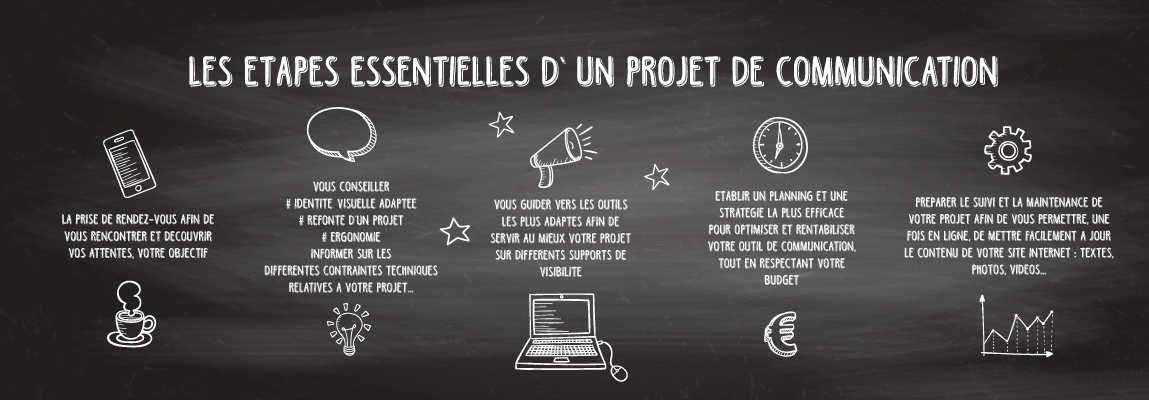 LES ETAPES ESSENTIELLES D` UN PROJET DE COMMUNICATION
LA PRISE DE RENDEZ-VOUS AFIN DE
VOUS RENCONTRER ET DECOUVRIR
VOS ATTENTES, VOTRE OBJECTIF
VOUS CONSEILLER
# IDENTITE VISUELLE ADAPTEE
# REFONTE D'UN PROJET
# ERGONOMIE
INFORMER SUR LES
DIFFERENTES CONTRAINTES TECHNIQUES
RELATIVES A VOTRE PROJET...
VOUS GUIDER VERS LES OUTILS
LES PLUS ADAPTES AFIN DE
SERVIR AU MIEUX VOTRE PROJET
SUR DIFFERENTS SUPPORTS DE
VISIBILITE
ETABLIR UN PLANNING ET UNE
STRATEGIE LA PLUS EFFICACE
POUR OPTIMISER ET RENTABILISER
VOTRE OUTIL DE COMMUNICATION,
TOUT EN RESPECTANT VOTRE
BUDGET
PREPARER LE SUIVI ET LA MAINTENANCE DE
VOTRE PROJET AFIN DE VOUS PERMETTRE, UNE
FOIS EN LIGNE, DE METTRE FACILEMENT A JOUR
LE CONTENU DE VOTRE SITE INTERNET : TEXTES,
PHOTOS, VIDEOS...